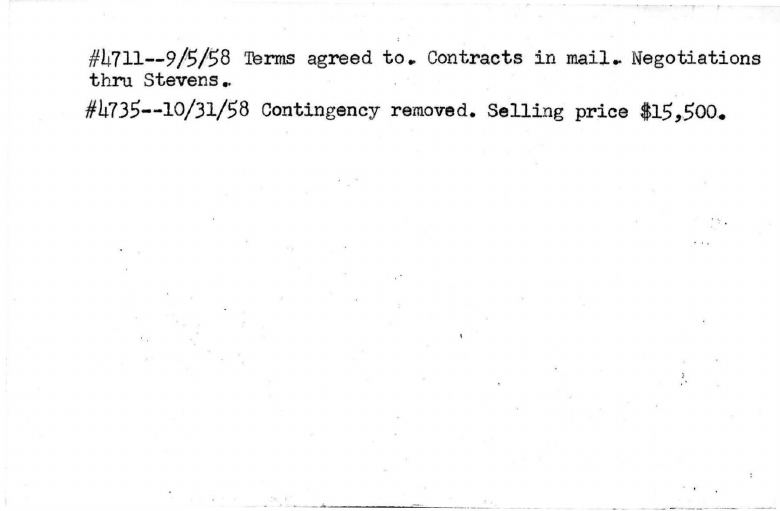 #4711--9/5/58 Terms agreed to. Contracts in mail. Negotiations
thru Stevens.
#4735--10/31/58 Contingency removed. Selling price $15,500.